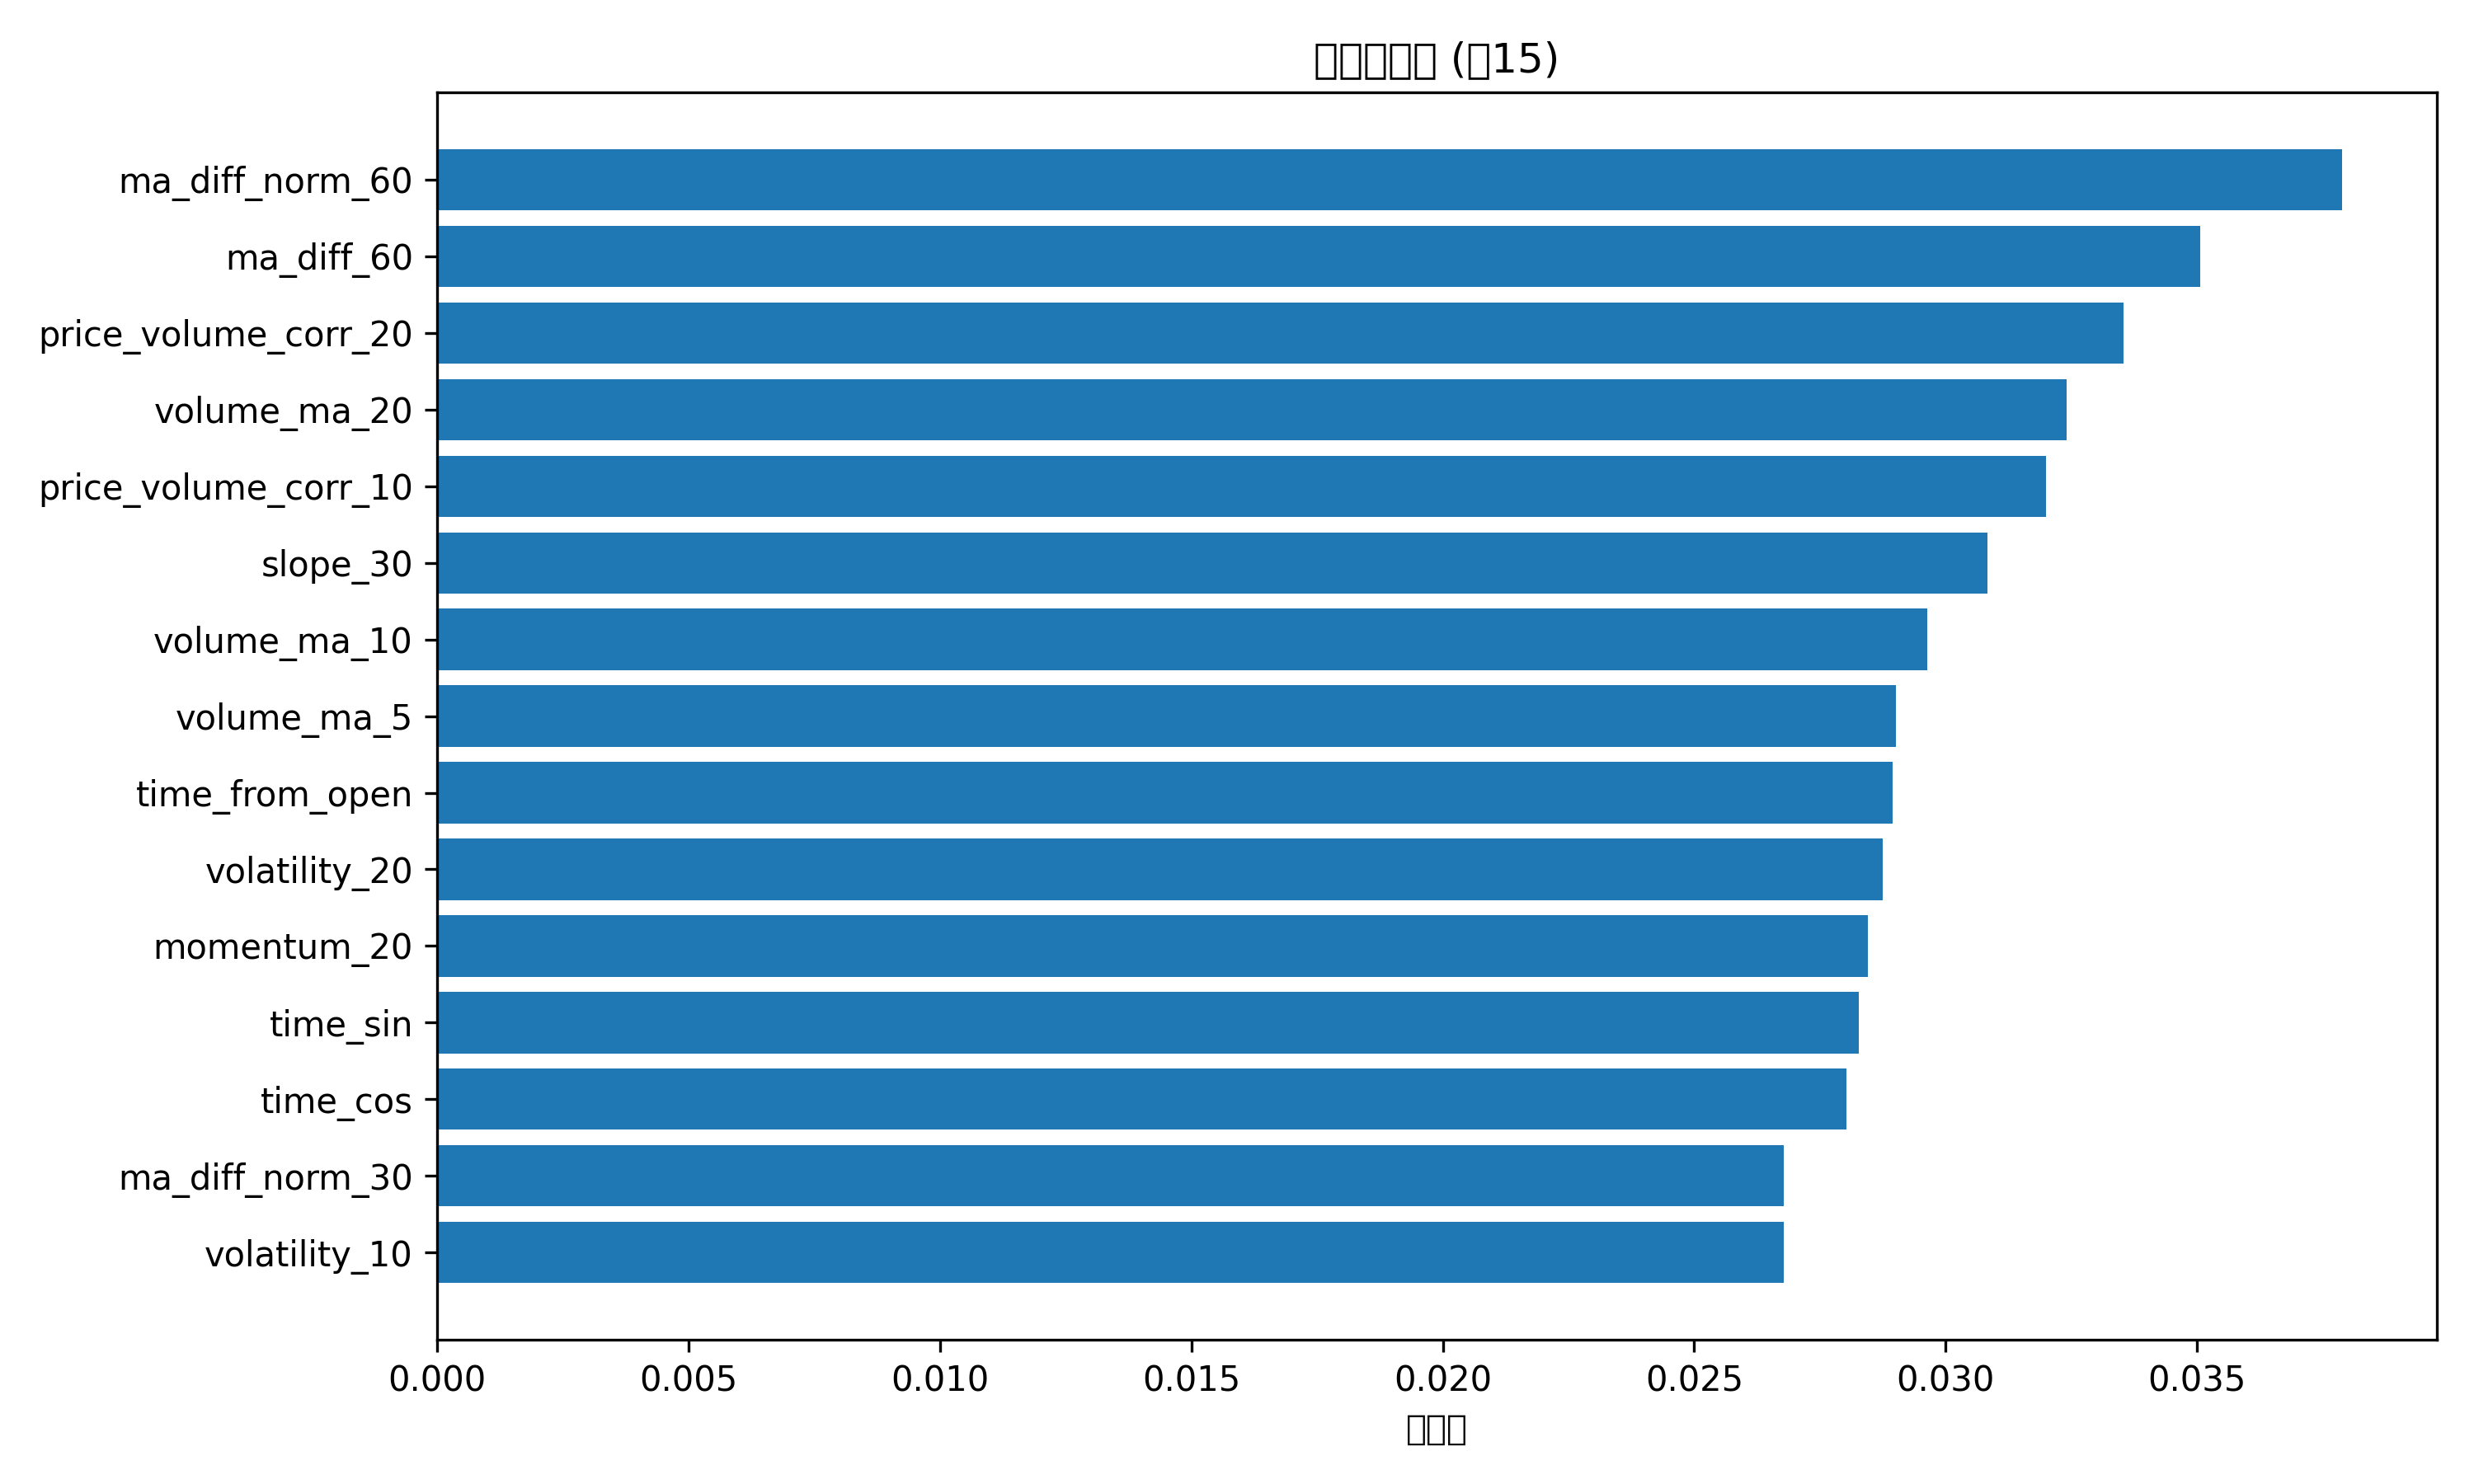 (15)
ma_diff_norm_60
ma_diff_60
price_volume_corr_20
volume_ma_20
price_volume_corr_10
slope_30
volume_ma_10
volume_ma_5
time_from_open
volatility_20
momentum_20
time_sin
time_cos
ma_diff_norm_30
volatility_10
0.000 0.005 0.010 0.015 0.020 0.025 0.030 0.035